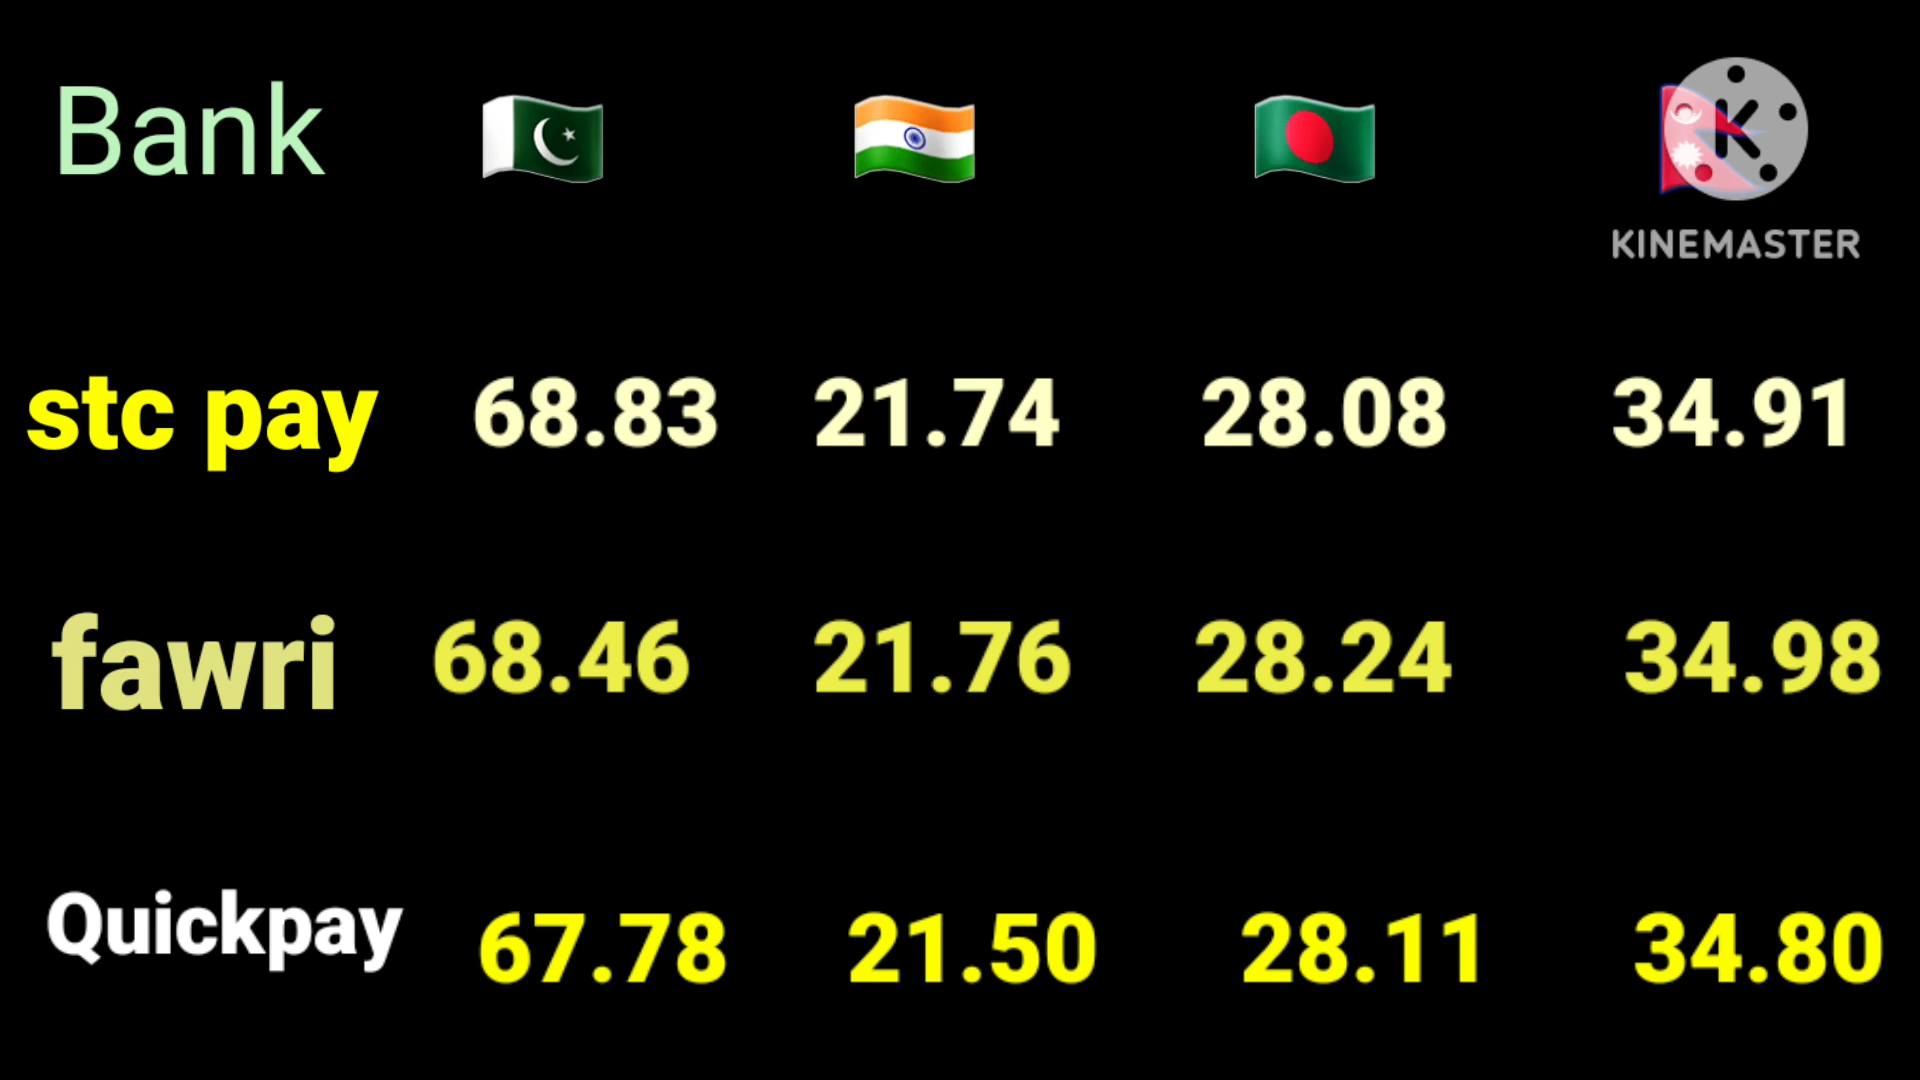 Bank
K
KINEMASTER
stc pay 68.83 21.74 28.08 34.91
fawri 68.46 21.76 28.24 34.98
Quickpay 67.78 21.50 28.11 34.80